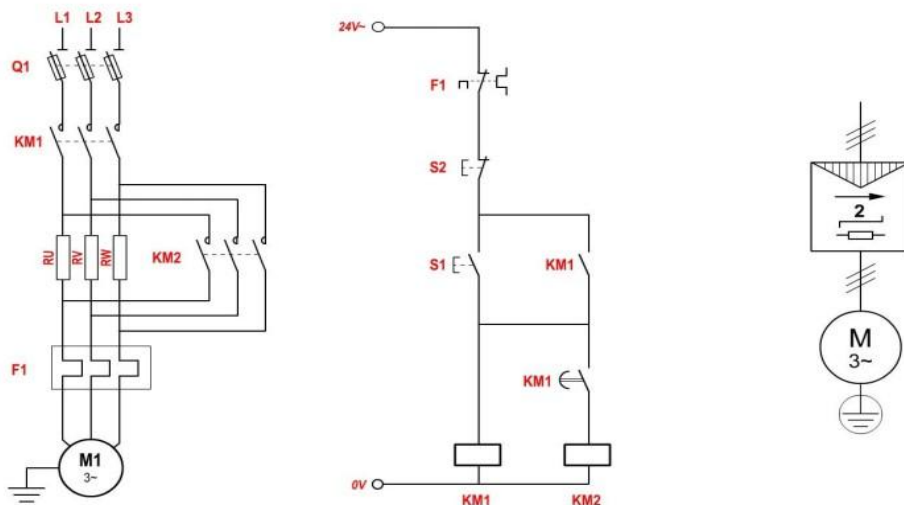 L1 L2 L3
Q1
KM1
RU RV RW
KM2
F1
M1
3~
24V~
F1
S2
S1
KM1
KM1
0V
KM1 KM2
2
M
3~